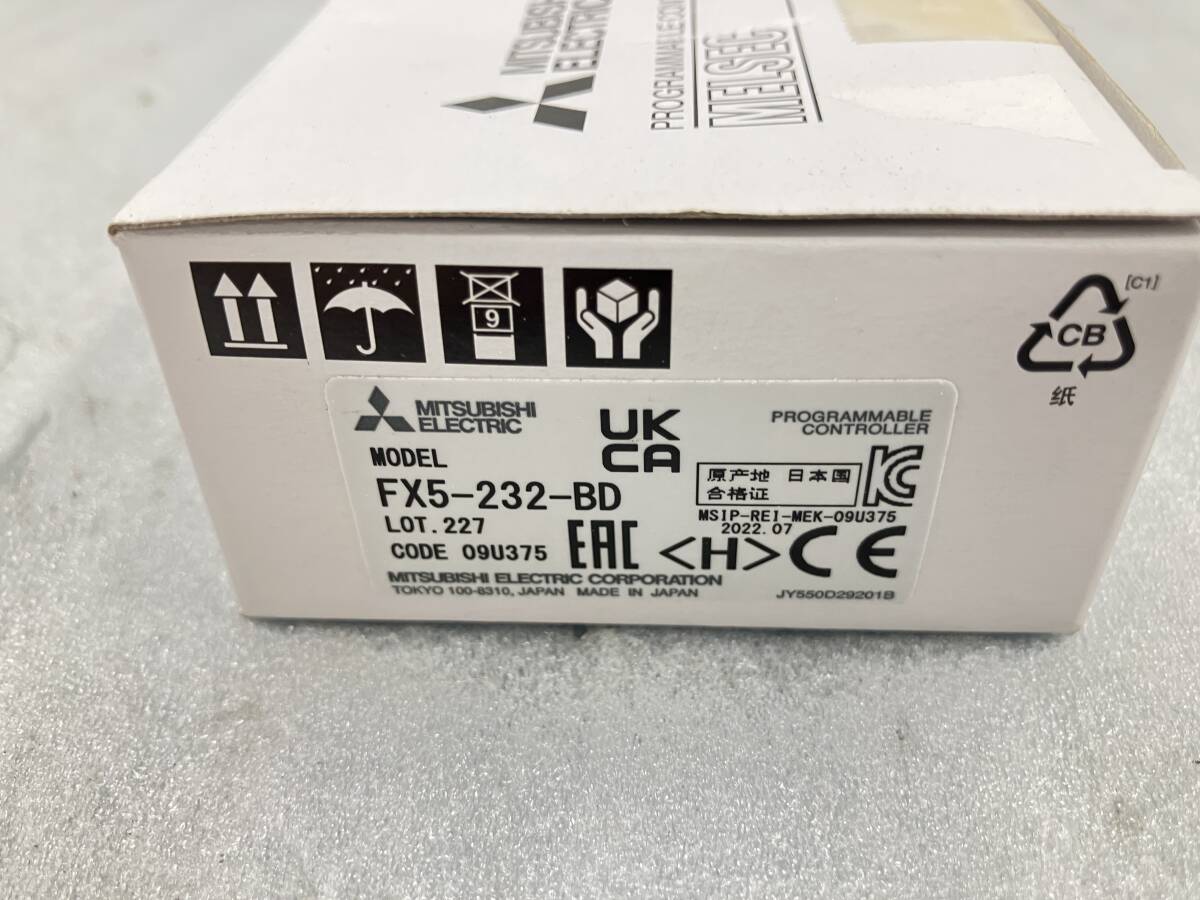 MITSUBISHI
ELECTRIC
PROGRAMMABLE
MELSEC
9
[C1]
CB
纸
MITSUBISHI
ELECTRIC
UK
CA
PROGRAMMABLE
CONTROLLER
MODEL
FX5-232-BD
原产地 日本国
合格证
MSIP-REI-MEK-09U375
LOT.227
2022.07
CODE 09U375
EAC
<H>
CE
MITSUBISHI ELECTRIC CORPORATION
TOKYO 100-8310, JAPAN MADE IN JAPAN
JY550D29201B